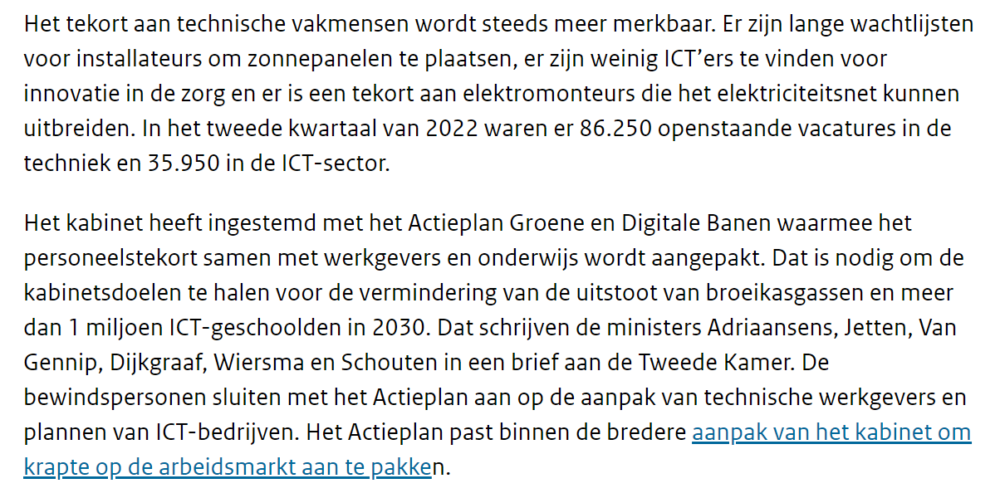 Het tekort aan technische vakmensen wordt steeds meer merkbaar. Er zijn lange wachtlijsten
voor installateurs om zonnepanelen te plaatsen, er zijn weinig ICT’ers te vinden voor
innovatie in de zorg en er is een tekort aan elektromonteurs die het elektriciteitsnet kunnen
uitbreiden. In het tweede kwartaal van 2022 waren er 86.250 openstaande vacatures in de
techniek en 35.950 in de ICT-sector.
Het kabinet heeft ingestemd met het Actieplan Groene en Digitale Banen waarmee het
personeelstekort samen met werkgevers en onderwijs wordt aangepakt. Dat is nodig om de
kabinetsdoelen te halen voor de vermindering van de uitstoot van broeikasgassen en meer
dan 1 miljoen ICT-geschoolden in 2030. Dat schrijven de ministers Adriaansens, Jetten, Van
Gennip, Dijkgraaf, Wiersma en Schouten in een brief aan de Tweede Kamer. De
bewindspersonen sluiten met het Actieplan aan op de aanpak van technische werkgevers en
plannen van ICT-bedrijven. Het Actieplan past binnen de bredere aanpak van het kabinet om
krapte op de arbeidsmarkt aan te pakken.